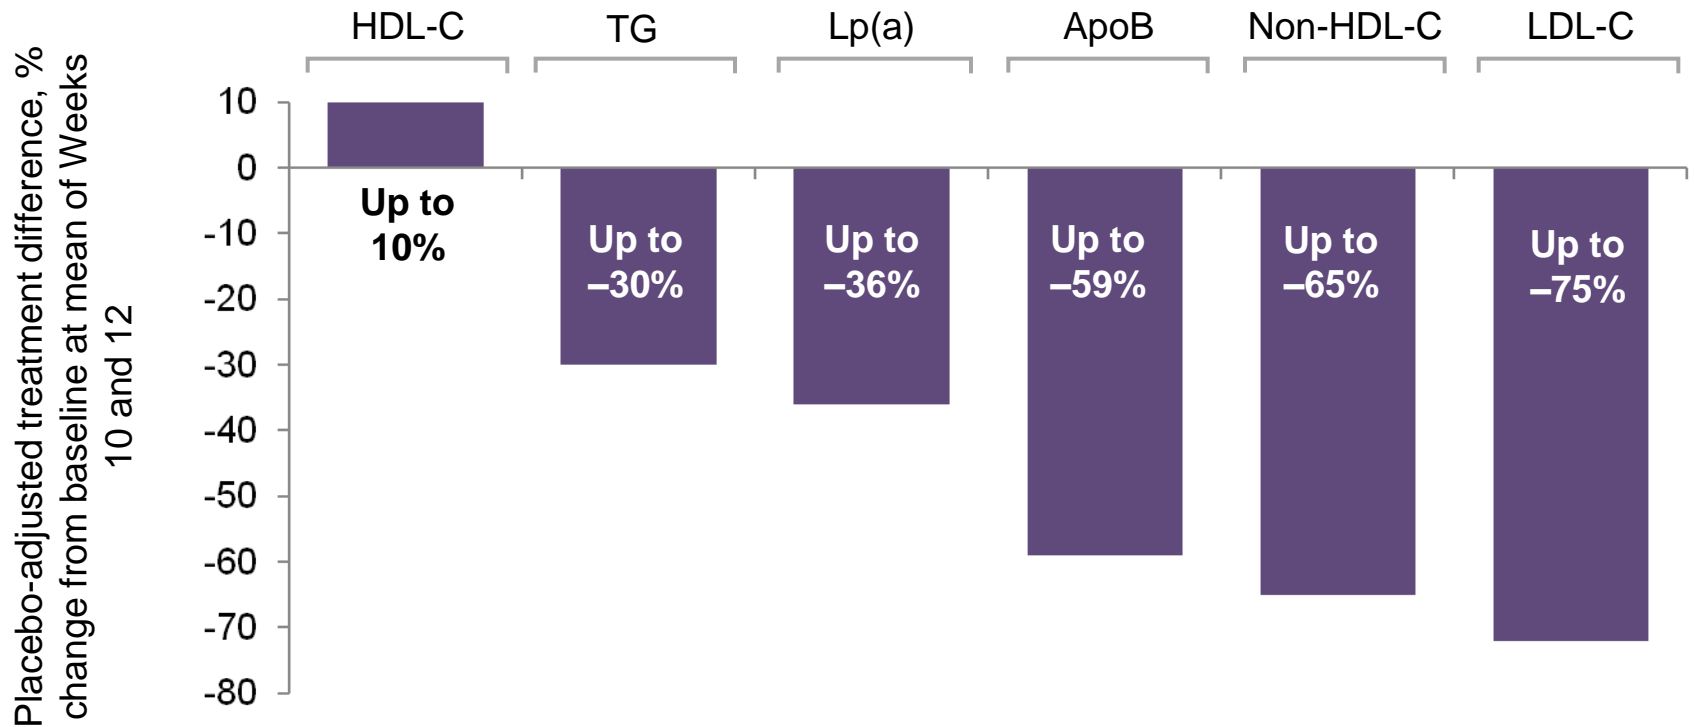 HDL-C
TG
Lp(a)
ApoB
Non-HDL-C
LDL-C
Placebo-adjusted treatment difference, %
change from baseline at mean of Weeks
10 and 12
10
0
-10
-20
-30
-40
-50
-60
-70
-80
Up to
10%
Up to
–30%
Up to
–36%
Up to
–59%
Up to
–65%
Up to
–75%